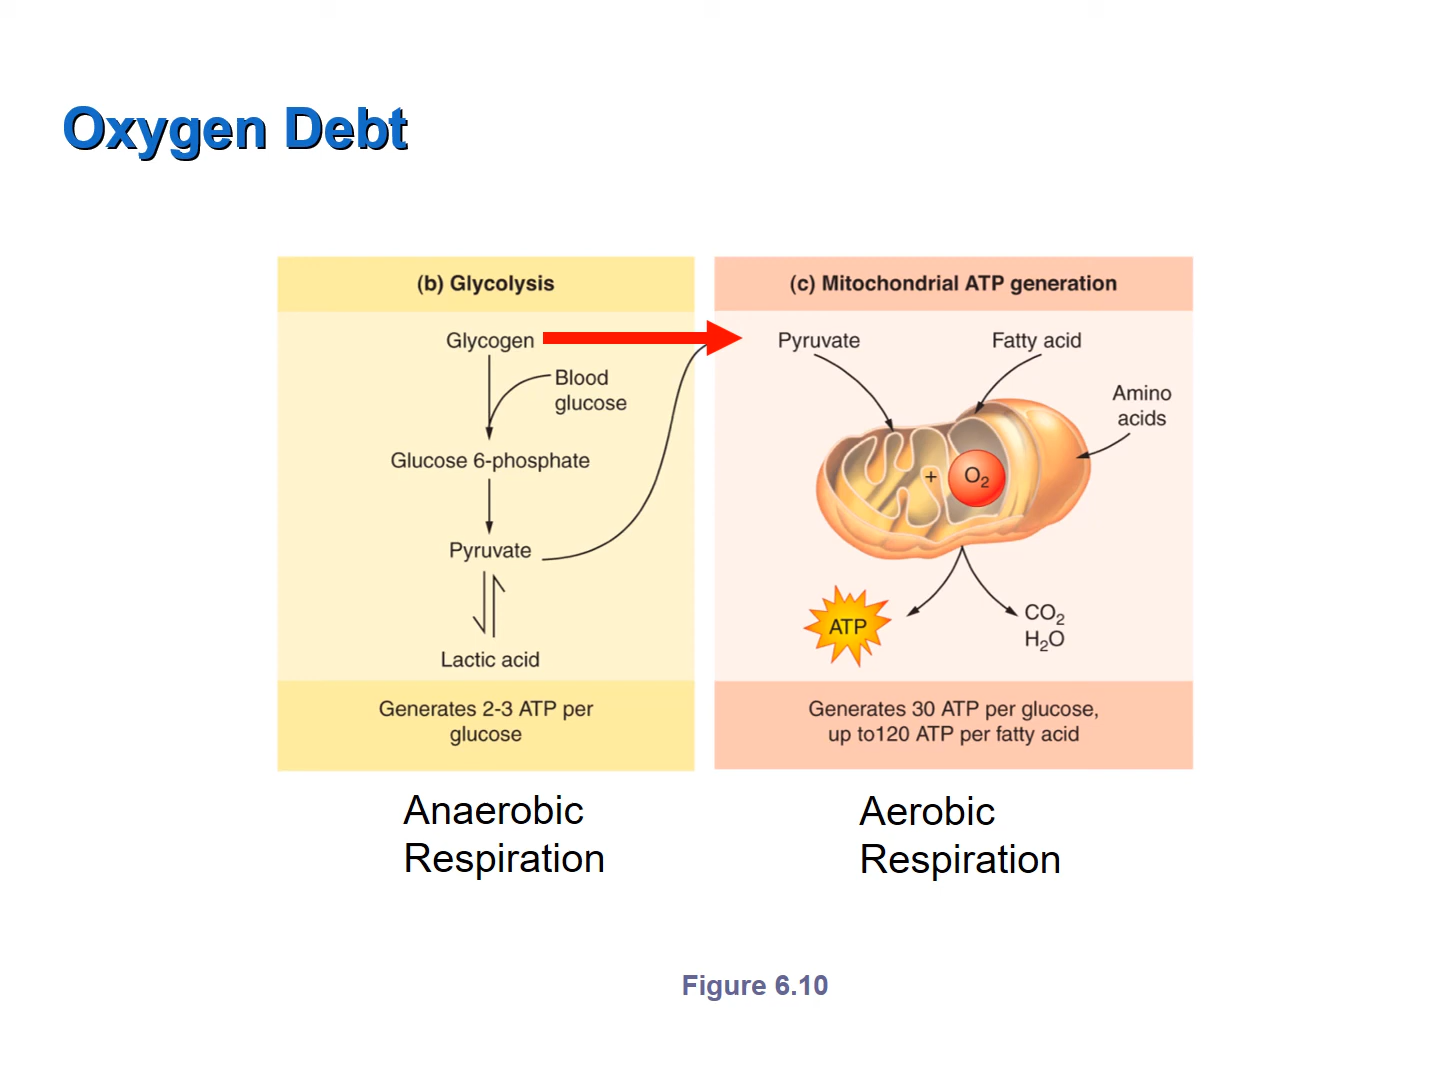 Oxygen Debt
(b) Glycolysis
Glycogen
Blood
glucose
Glucose 6-phosphate
Pyruvate
Lactic acid
Generates 2-3 ATP per
glucose
Anaerobic
Respiration
(c) Mitochondrial ATP generation
Pyruvate
Fatty acid
Amino
acids
+ O₂
ATP
CO₂
H₂O
Generates 30 ATP per glucose,
up to120 ATP per fatty acid
Aerobic
Respiration
Figure 6.10